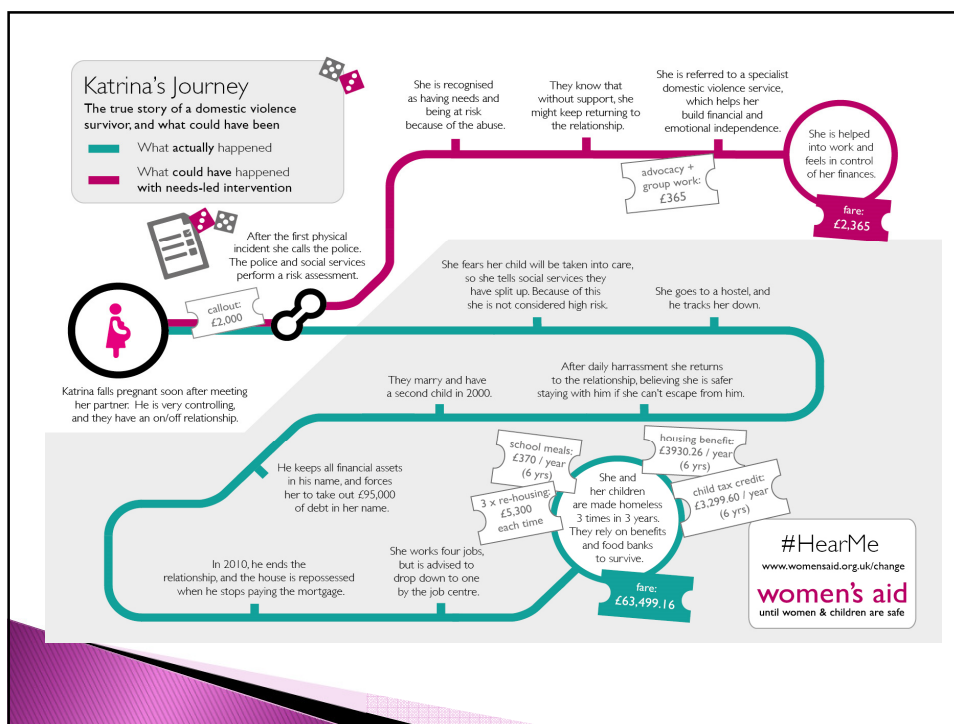 Katrina's Journey
The true story of a domestic violence
survivor, and what could have been
What actually happened
What could have happened
with needs-led intervention
She is recognised
as having needs and
being at risk
because of the abuse.
They know that
without support, she
might keep returning to
the relationship.
She is referred to a specialist
domestic violence service,
which helps her
build financial and
emotional independence.
She is helped
into work and
feels in control
of her finances.
advocacy +
group work:
£365
fare:
£2,365
After the first physical
incident she calls the police.
The police and social services
perform a risk assessment.
callout:
£2,000
Katrina falls pregnant soon after meeting
her partner. He is very controlling,
and they have an on/off relationship.
She fears her child will be taken into care,
so she tells social services they
have split up. Because of this
she is not considered high risk.
She goes to a hostel, and
he tracks her down.
After daily harrassment she returns
to the relationship, believing she is safer
staying with him if she can't escape from him.
They marry and have
a second child in 2000.
He keeps all financial assets
in his name, and forces
her to take out £95,000
of debt in her name.
In 2010, he ends the
relationship, and the house is repossessed
when he stops paying the mortgage.
She works four jobs,
but is advised to
drop down to one
by the job centre.
school meals:
£370 / year
(6 yrs)
housing benefit:
£3930.26 / year
(6 yrs)
3 x re-housing:
£5,300
each time
child tax credit:
£3,299.60 / year
(6 yrs)
She and
her children
are made homeless
3 times in 3 years.
They rely on benefits
and food banks
to survive.
fare:
£63,499.16
#HearMe
www.womensaid.org.uk/change
women's aid
until women & children are safe